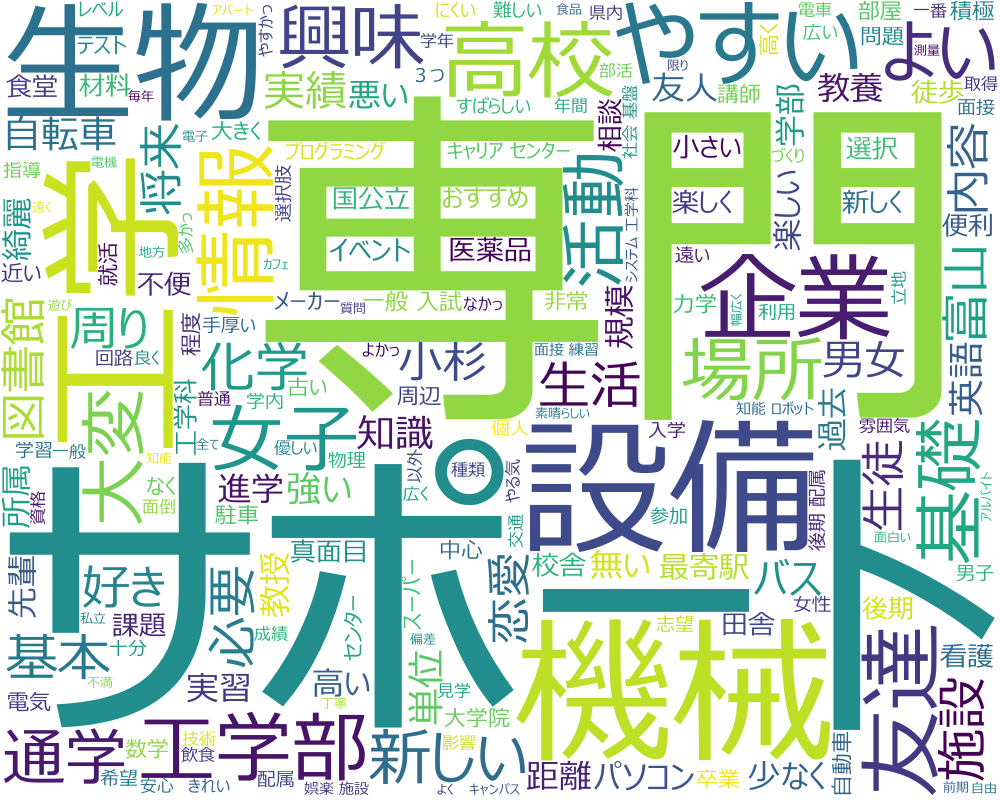 アパート
レベル
テスト
生物
興味
学年
にくい
難しい
食品
県内
高校
やすい
高く
電車
広い
部屋
一番
積極
問題
測量
よい
食堂
材料
毎年
やすかっ
実績
悪い
3つ
すばらしい
部活
年間
友人
限り
講師
教養
徒歩
取得
面接
自転車
電子
大きく
プログラミング
キャリア センター
相談
社会 基盤
小さい
学部
づくり
選択
内容
指導
将来
電機
情報
選択肢
国公立
おすすめ
専門
活動
楽しく
楽しい
新しく
便利
学
綺麗
遠く
多かっ
地方
イベント
医薬品
システム 工学科
遠い
近い
就活
不便
カフェ
メーカー
質問
一般 入試
なかっ
非常
規模
力学
企業
幅広く
利用
立地
富山
図書館
遊び
周り
程度
手厚い
回路
良く
よかっ
小杉
面接 練習
工
化学
古い
周辺
生活
場所
男女
英語
大変
工学科
普通
学内
女子
素晴らしい
知能 ロボット
過去
雰囲気
学習
一般
全て
優しい
物理
知識
個人
入学
所属
資格
なく
知能
面倒
進学
強い
以外
広く
種類
やる気
設備
後期 配属
生徒
基礎
アルバイト
駐車
参加
面白い
サポート
交通
真面目
中心
校舎
無い
最寄駅
バス
男子
先輩
好き
必要
教授
センター
スーパー
恋愛
女性
後期
私立
課題
成績
偏差
志望
田舎
機械
友達
看護
基本
十分
不満
実習
高い
見学
単位
丁寧
大学院
施設
電気
通学
数学
技術
飲食
工学部
新しい
影響
距離
パソコン
卒業
少なく
自動車
希望
安心
きれい
配属
娯楽 施設
よく
キャンパス
前期
自由